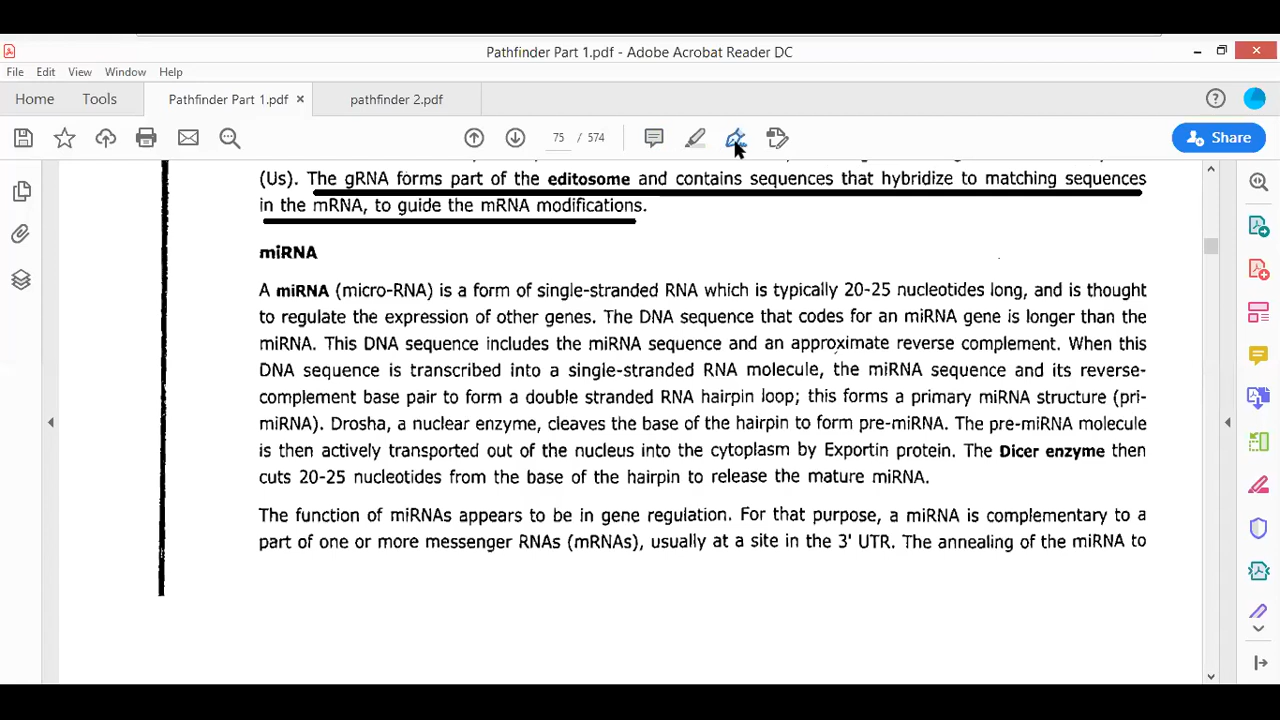 Pathfinder Part 1.pdf - Adobe Acrobat Reader DC
File Edit View Window Help
Home Tools Pathfinder Part 1.pdf × pathfinder 2.pdf
75 / 574 Share
(Us). The gRNA forms part of the editosome and contains sequences that hybridize to matching sequences
in the mRNA, to guide the mRNA modifications.
miRNA
A miRNA (micro-RNA) is a form of single-stranded RNA which is typically 20-25 nucleotides long, and is thought
to regulate the expression of other genes. The DNA sequence that codes for an miRNA gene is longer than the
miRNA. This DNA sequence includes the miRNA sequence and an approximate reverse complement. When this
DNA sequence is transcribed into a single-stranded RNA molecule, the miRNA sequence and its reverse-
complement base pair to form a double stranded RNA hairpin loop; this forms a primary miRNA structure (pri-
miRNA). Drosha, a nuclear enzyme, cleaves the base of the hairpin to form pre-miRNA. The pre-miRNA molecule
is then actively transported out of the nucleus into the cytoplasm by Exportin protein. The Dicer enzyme then
cuts 20-25 nucleotides from the base of the hairpin to release the mature miRNA.
The function of miRNAs appears to be in gene regulation. For that purpose, a miRNA is complementary to a
part of one or more messenger RNAs (mRNAs), usually at a site in the 3' UTR. The annealing of the miRNA to